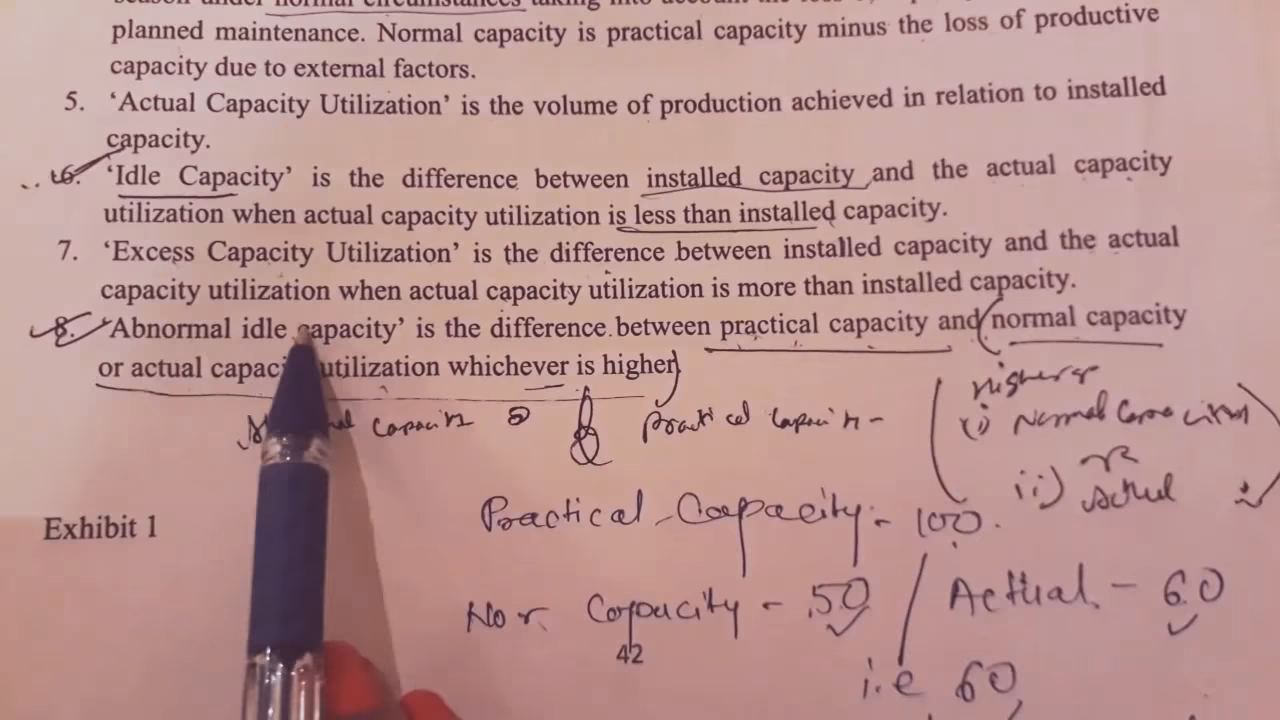 planned maintenance. Normal capacity is practical capacity minus the loss of productive
capacity due to external factors.
5. ‘Actual Capacity Utilization’ is the volume of production achieved in relation to installed
capacity.
6. ‘Idle Capacity’ is the difference between installed capacity and the actual capacity
utilization when actual capacity utilization is less than installed capacity.
7. ‘Excess Capacity Utilization’ is the difference between installed capacity and the actual
capacity utilization when actual capacity utilization is more than installed capacity.
8. ‘Abnormal idle capacity’ is the difference between practical capacity and normal capacity
or actual utilization whichever is higher
Practical Capacity -
higher
(i) Normal
ii) Actual
Practical Capacity - 100.
Exhibit 1
Nor. Capacity - 50 / Actual - 60
42
i.e 60